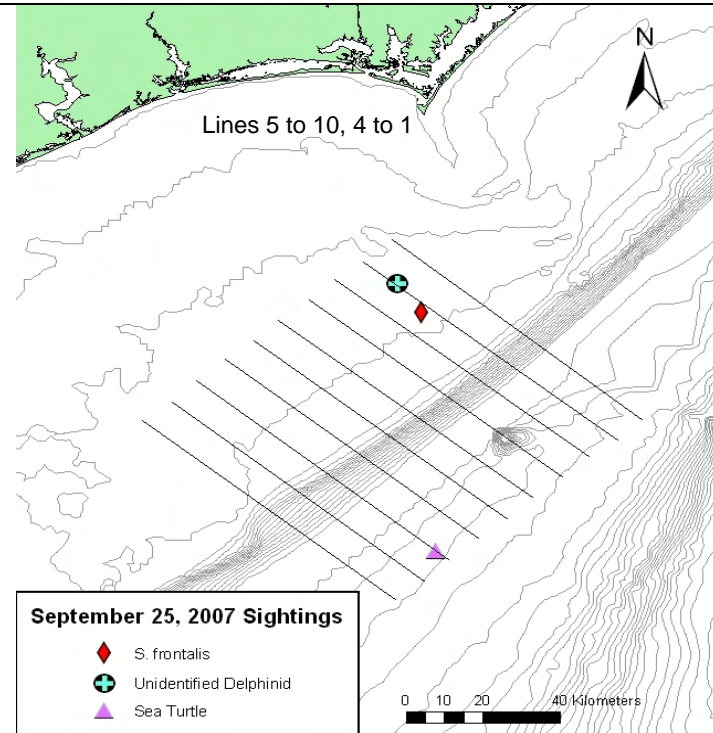 N
Lines 5 to 10, 4 to 1
September 25, 2007 Sightings
S. frontalis
Unidentified Delphinid
Sea Turtle
0 10 20 40 Kilometers